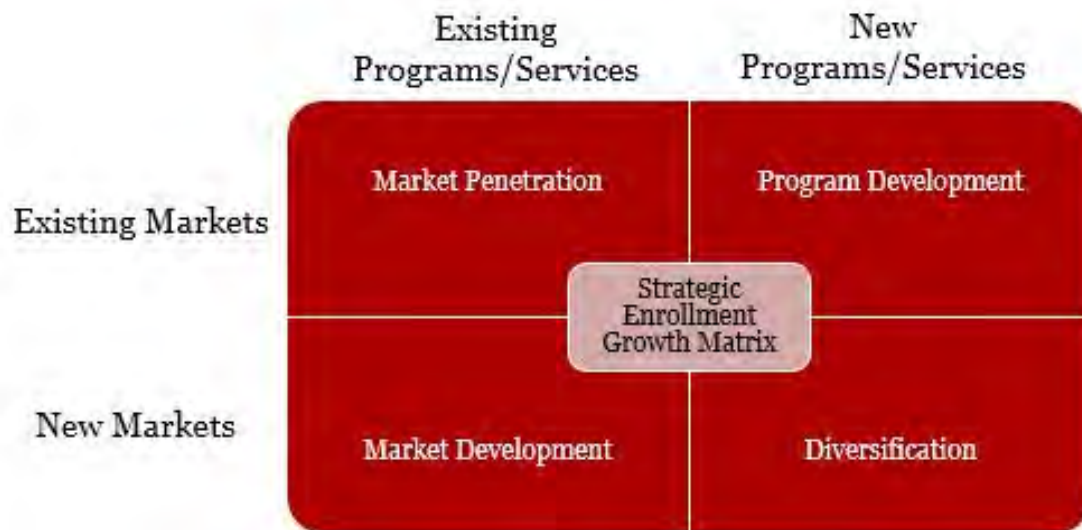 Existing
Programs/Services
New
Programs/Services
Existing Markets
Market Penetration
Program Development
Strategic
Enrollment
Growth Matrix
New Markets
Market Development
Diversification